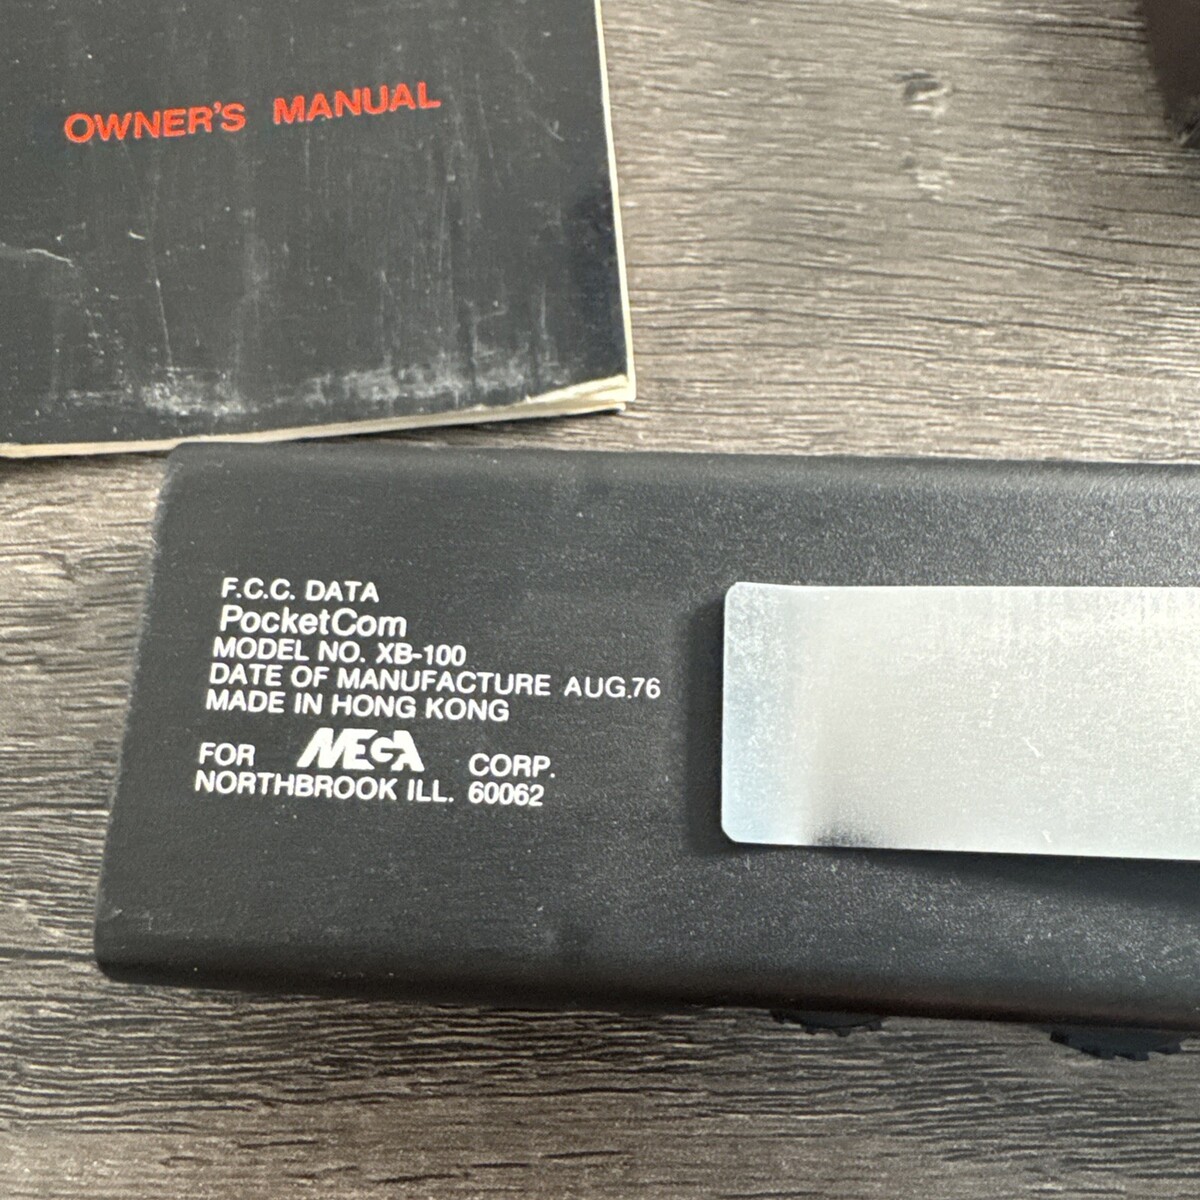 OWNER'S MANUAL
F.C.C. DATA
PocketCom
MODEL NO. XB-100
DATE OF MANUFACTURE AUG.76
MADE IN HONG KONG
FOR MEGA CORP.
NORTHBROOK ILL. 60062